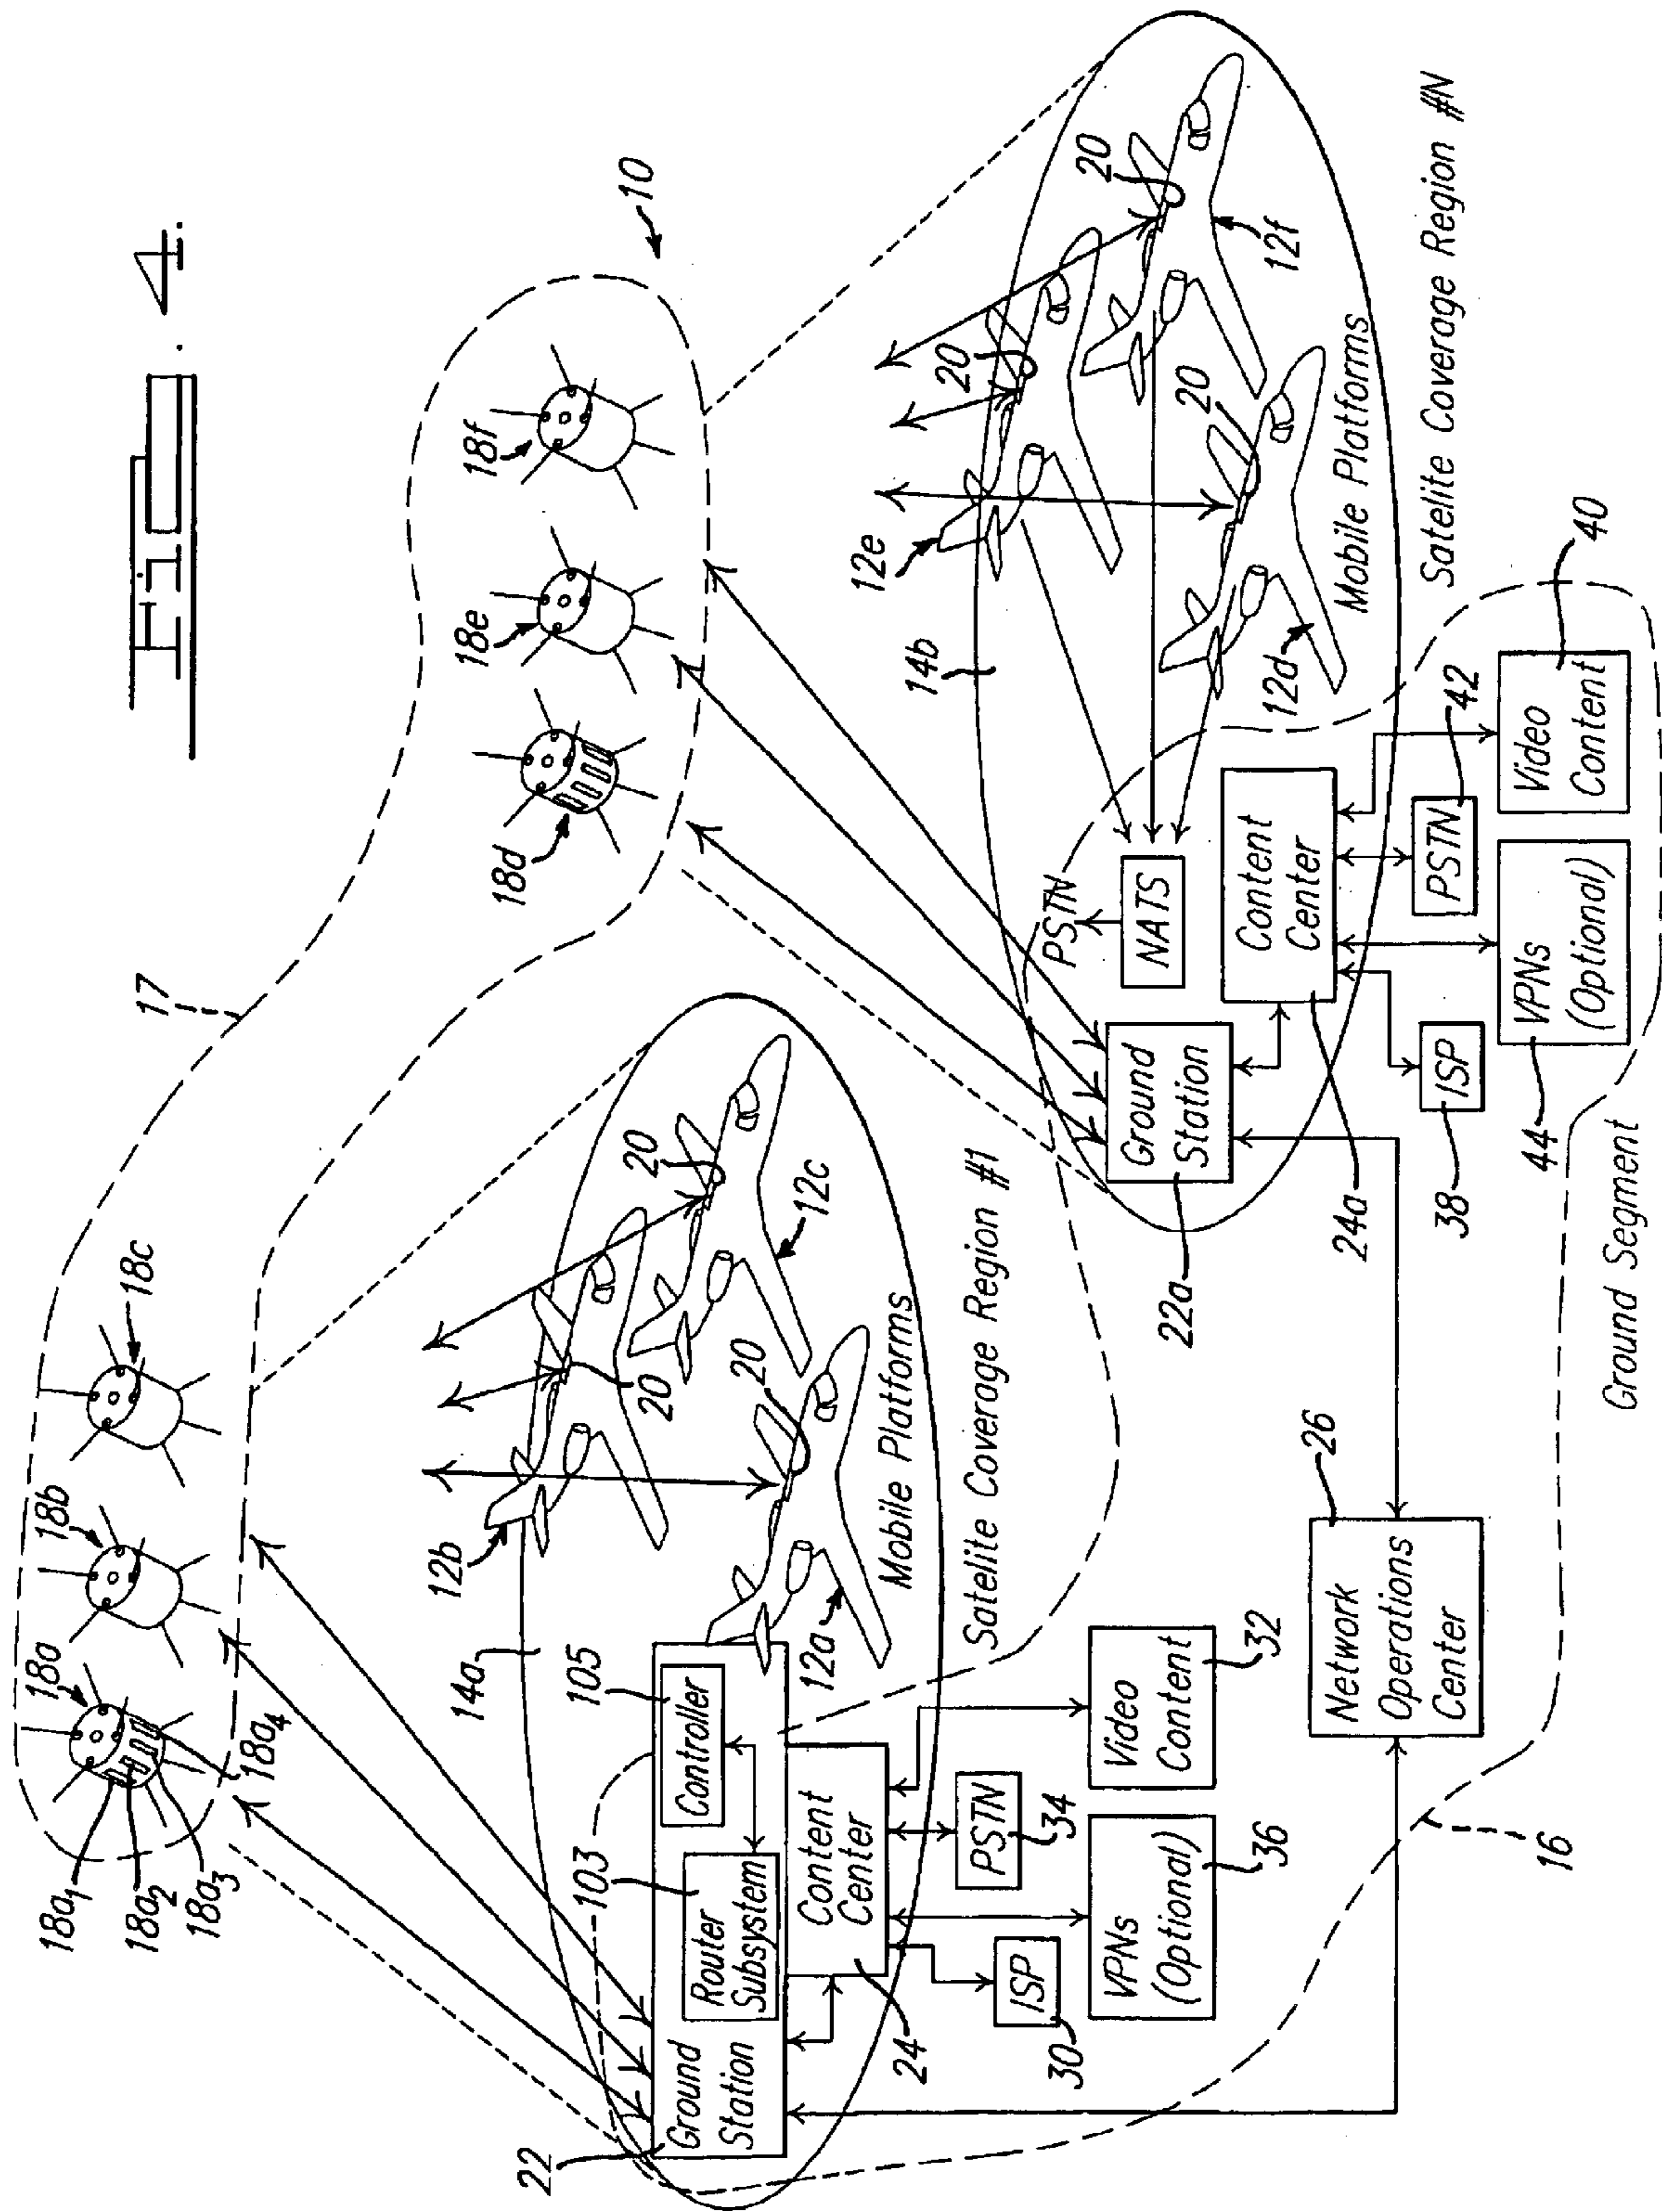 Fig. 4.
17
10
18a
18b
18c
18a1
18a2
18a3
18a4
18d
18e
18f
14a
12b
20
20
20
12c
12a
Mobile Platforms
Satelite Coverage Region #1
103
105
Controller
Router
Subsystem
Ground
Station
22
Content
Center
24
ISP
30
PSTN
34
VPNs
(Optional)
36
Video
Content
32
14b
12e
20
20
20
12f
12d
Mobile Platforms
Satelite Coverage Region #N
PSTN
NATS
Ground
Station
22a
Content
Center
24a
ISP
38
PSTN
42
VPNs
(Optional)
44
Video
Content
40
Network
Operations
Center
26
16
Ground Segment